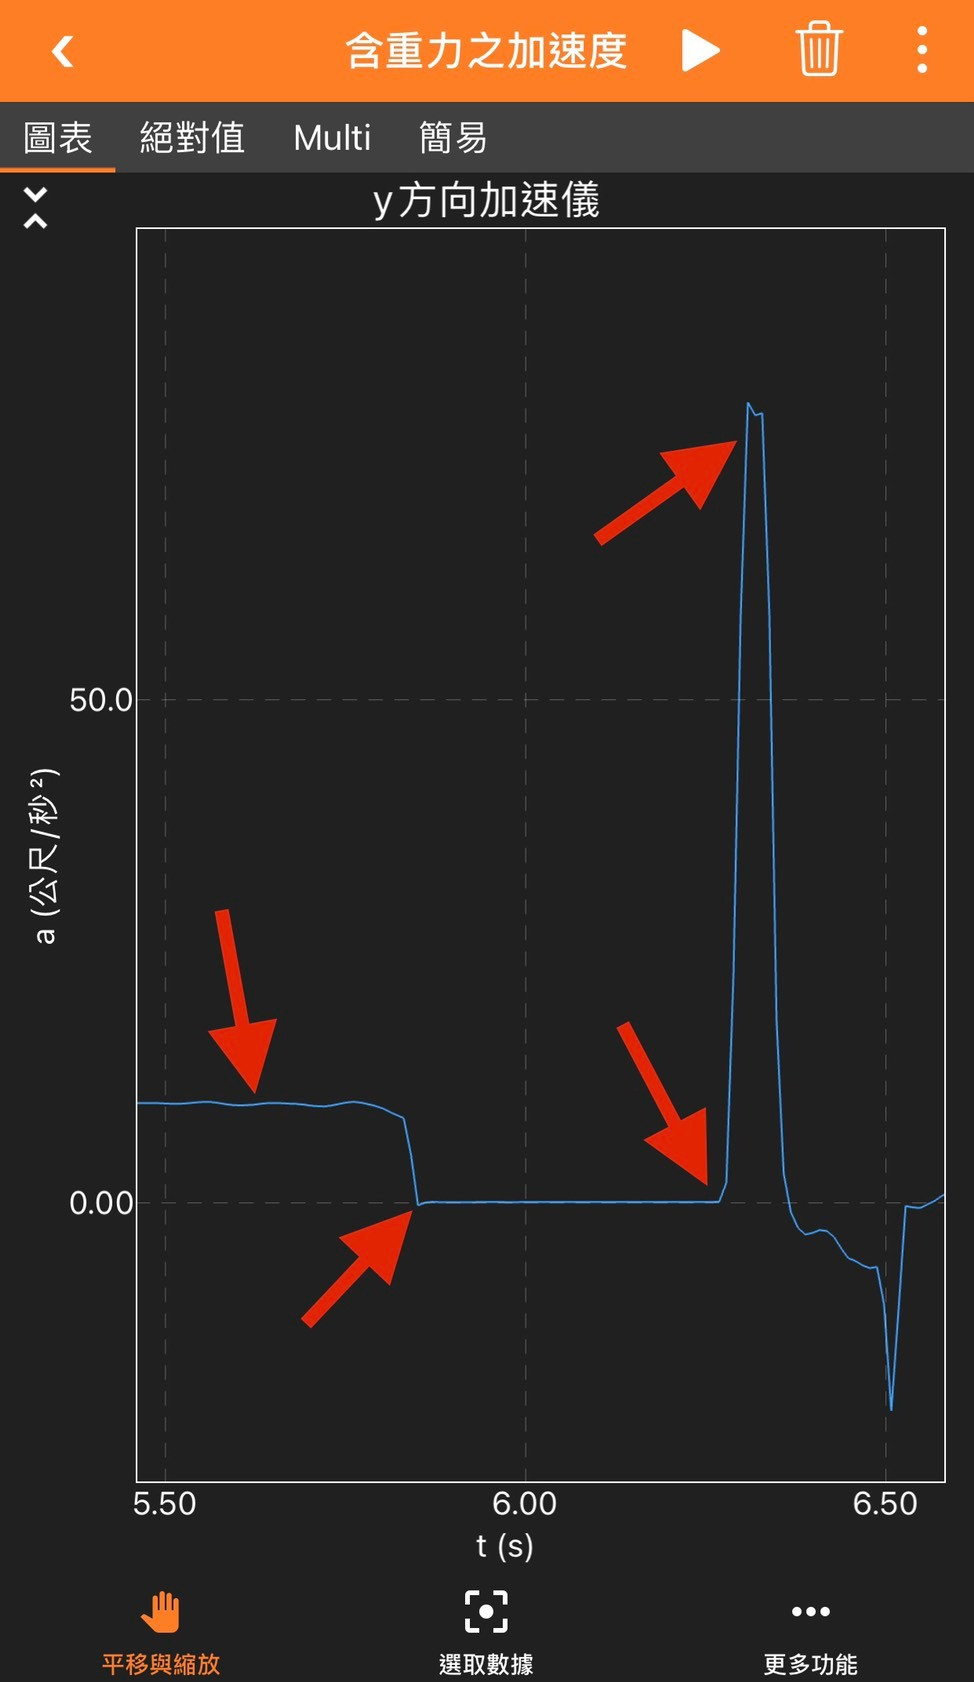 含重力之加速度
圖表 絕對值 Multi 簡易
y方向加速儀
50.0
0.00
a (公尺/秒²)
5.50 6.00 6.50
t (s)
平移與縮放 選取數據 更多功能